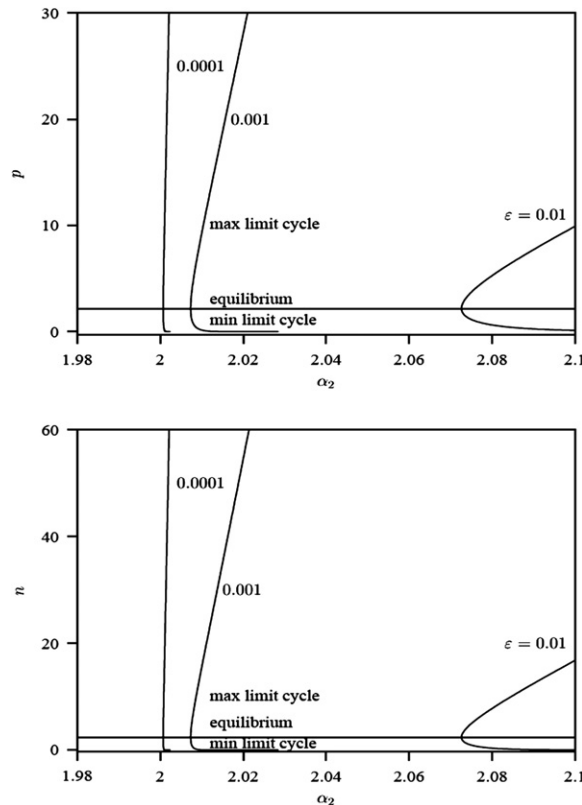 30
0.0001
0.001
20
p
ε = 0.01
10
max limit cycle
equilibrium
min limit cycle
0
1.98 2 2.02 2.04 2.06 2.08 2.1
α₂
60
0.0001
40
n
0.001
20
ε = 0.01
max limit cycle
equilibrium
min limit cycle
0
1.98 2 2.02 2.04 2.06 2.08 2.1
α₂